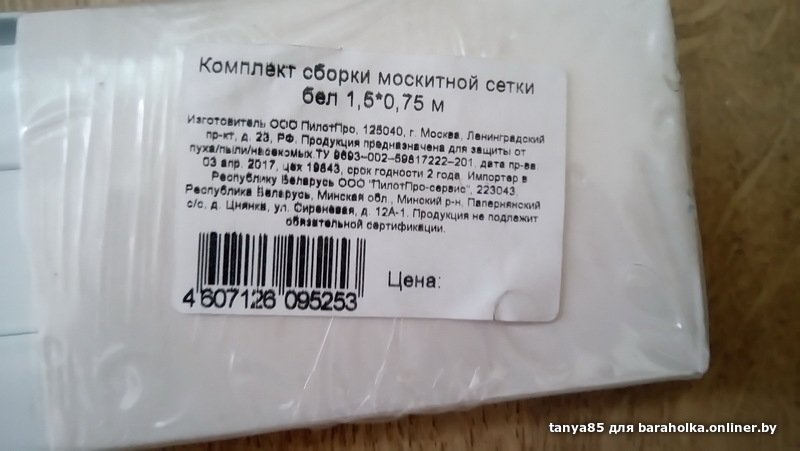 Комплект сборки москитной сетки
бел 1,5*0,75 м
Изготовитель ООО ПилотПро, 125040, г. Москва, Ленинградский
пр-кт, д. 23, РФ. Продукция предназначена для защиты от
пуха/пыли/насекомых.ТУ 9693-002-59817222-201 дата пр-ва
03 апр. 2017, цех 19843, срок годности 2 года. Импортер в
Республику Беларусь ООО "ПилотПро-сервис", 223043
Республика Беларусь, Минская обл., Минский р-н, Папернянский
с/с, д. Цнянка, ул. Сиреневая, д. 12А-1. Продукция не подлежит
обязательной сертификации.
Цена:
4 607126 095253
tanya85 для baraholka.onliner.by